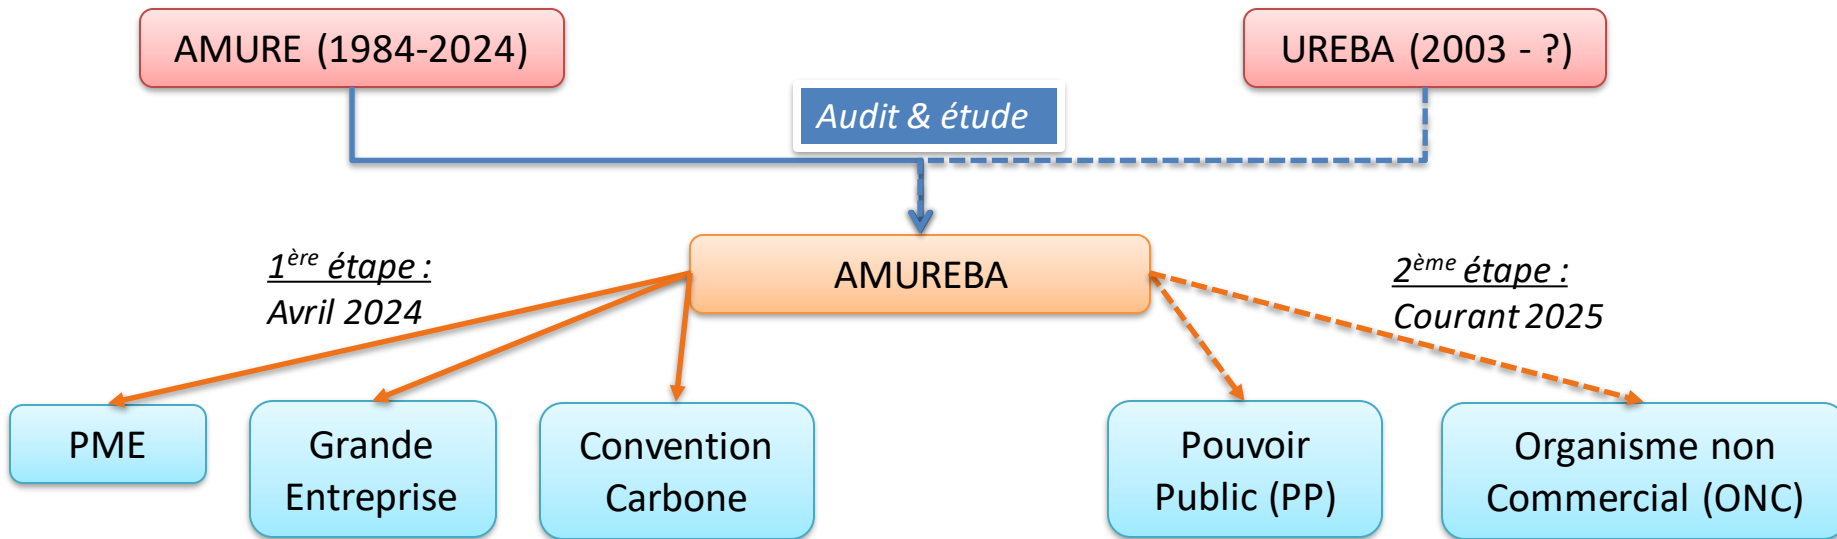 AMURE (1984-2024)
UREBA (2003 - ?)
Audit & étude
AMUREBA
1ère étape :
Avril 2024
2ème étape :
Courant 2025
PME
Grande
Entreprise
Convention
Carbone
Pouvoir
Public (PP)
Organisme non
Commercial (ONC)